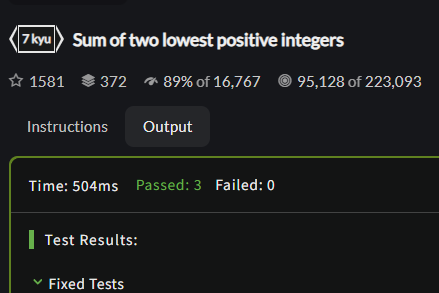 7 kyu Sum of two lowest positive integers
1581 372 89% of 16,767 95,128 of 223,093
Instructions Output
Time: 504ms Passed: 3 Failed: 0
Test Results:
Fixed Tests